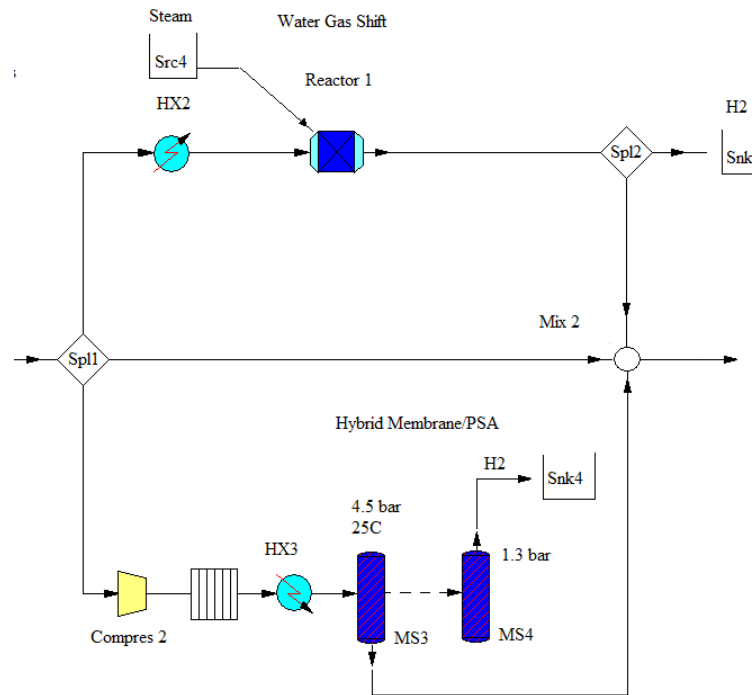 Steam
Water Gas Shift
Src4
Reactor 1
s
HX2
H2
Spl2
Snk
Mix 2
Spl1
Hybrid Membrane/PSA
H2
Snk4
4.5 bar
25C
HX3
1.3 bar
Compres 2
MS3
MS4